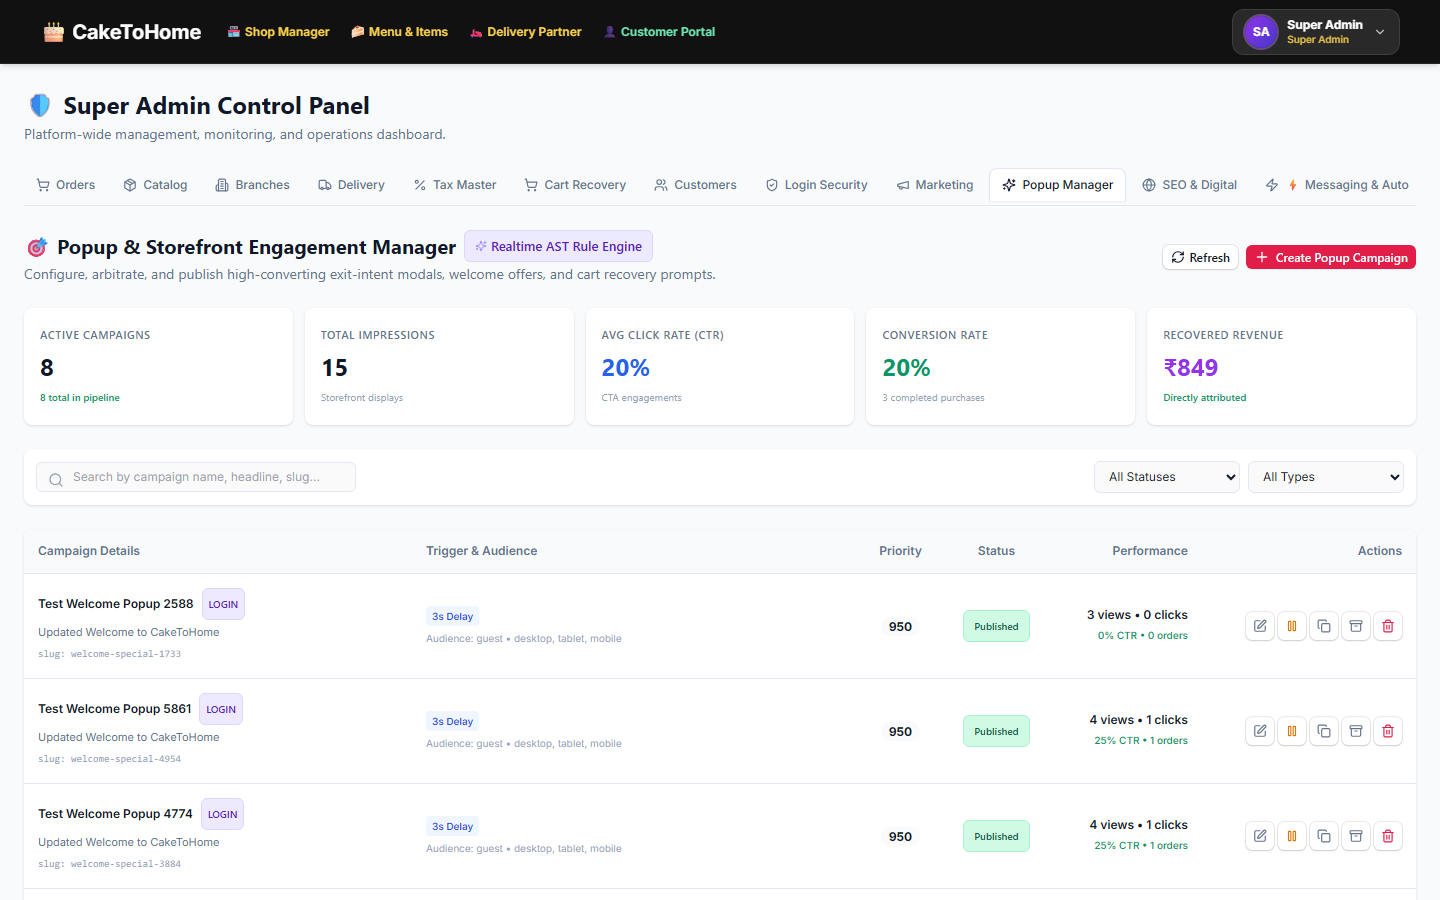 CakeToHome
Shop Manager
Menu & Items
Delivery Partner
Customer Portal
SA
Super Admin
Super Admin
Super Admin Control Panel
Platform-wide management, monitoring, and operations dashboard.
Orders
Catalog
Branches
Delivery
Tax Master
Cart Recovery
Customers
Login Security
Marketing
Popup Manager
SEO & Digital
Messaging & Auto
Popup & Storefront Engagement Manager
Realtime AST Rule Engine
Configure, arbitrate, and publish high-converting exit-intent modals, welcome offers, and cart recovery prompts.
Refresh
Create Popup Campaign
ACTIVE CAMPAIGNS
8
8 total in pipeline
TOTAL IMPRESSIONS
15
Storefront displays
AVG CLICK RATE (CTR)
20%
CTA engagements
CONVERSION RATE
20%
3 completed purchases
RECOVERED REVENUE
₹849
Directly attributed
Search by campaign name, headline, slug...
All Statuses
All Types
Campaign Details
Trigger & Audience
Priority
Status
Performance
Actions
Test Welcome Popup 2588
LOGIN
Updated Welcome to CakeToHome
slug: welcome-special-1733
3s Delay
Audience: guest • desktop, tablet, mobile
950
Published
3 views • 0 clicks
0% CTR • 0 orders
Test Welcome Popup 5861
LOGIN
Updated Welcome to CakeToHome
slug: welcome-special-4954
3s Delay
Audience: guest • desktop, tablet, mobile
950
Published
4 views • 1 clicks
25% CTR • 1 orders
Test Welcome Popup 4774
LOGIN
Updated Welcome to CakeToHome
slug: welcome-special-3884
3s Delay
Audience: guest • desktop, tablet, mobile
950
Published
4 views • 1 clicks
25% CTR • 1 orders